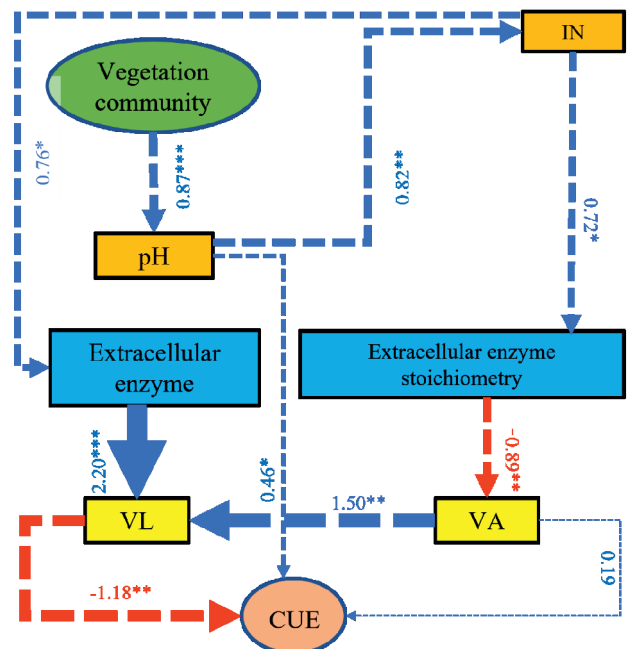 IN
Vegetation
community
0.76*
0.87***
0.82**
0.72*
pH
Extracellular
enzyme
Extracellular enzyme
stoichiometry
2.20***
0.46*
-0.89**
1.50**
VL
VA
-1.18**
0.19
CUE